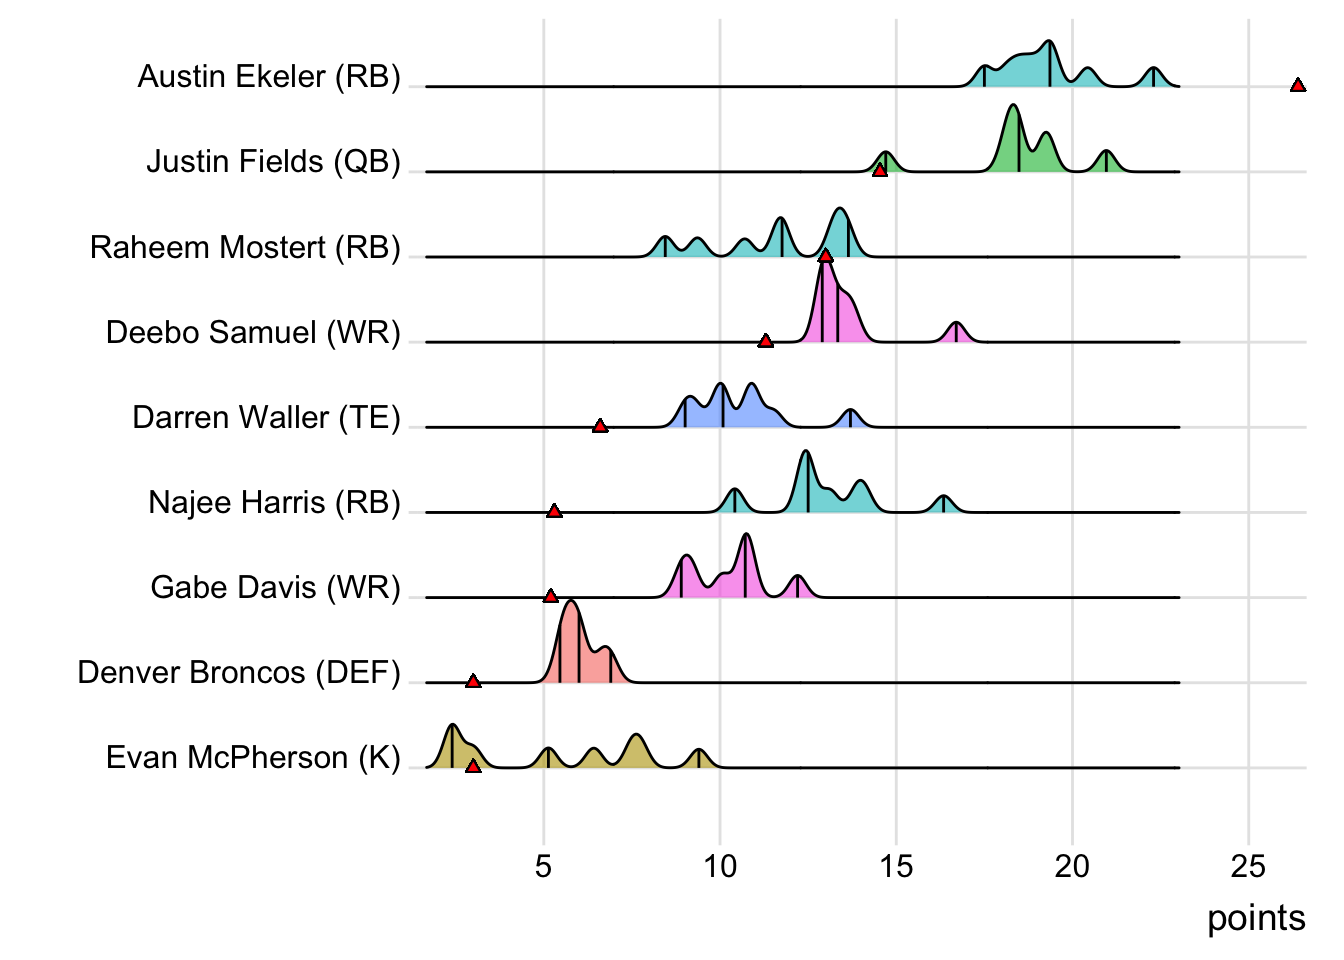 Austin Ekeler (RB)
Justin Fields (QB)
Raheem Mostert (RB)
Deebo Samuel (WR)
Darren Waller (TE)
Najee Harris (RB)
Gabe Davis (WR)
Denver Broncos (DEF)
Evan McPherson (K)
5 10 15 20 25
points